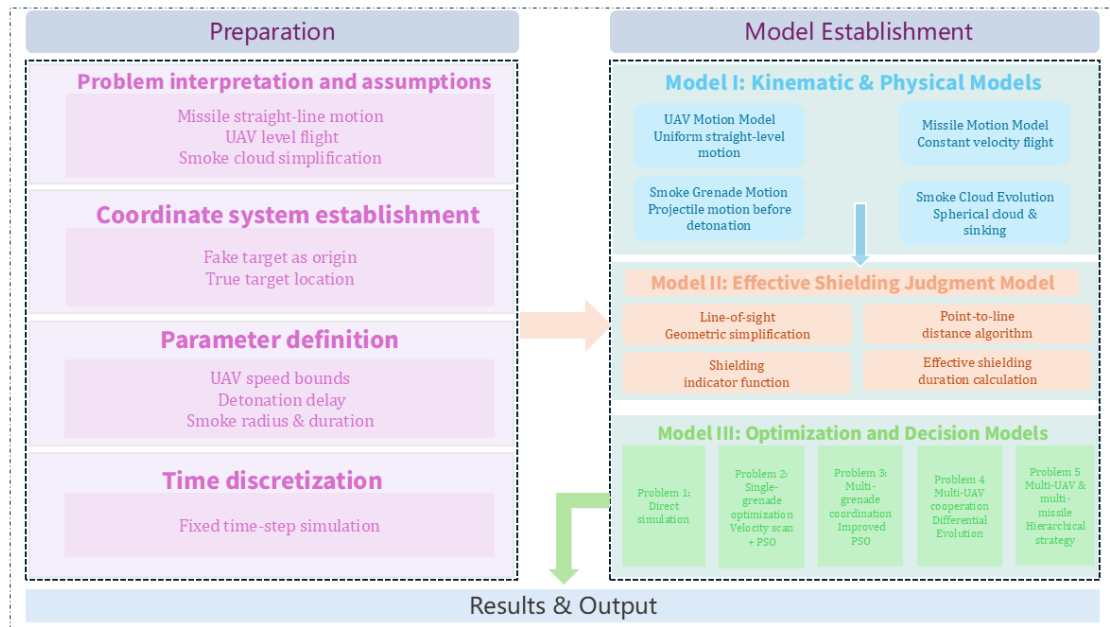 Preparation
Problem interpretation and assumptions
Missile straight-line motion
UAV level flight
Smoke cloud simplification
Coordinate system establishment
Fake target as origin
True target location
Parameter definition
UAV speed bounds
Detonation delay
Smoke radius & duration
Time discretization
Fixed time-step simulation
Model Establishment
Model I: Kinematic & Physical Models
UAV Motion Model
Uniform straight-level
motion
Missile Motion Model
Constant velocity flight
Smoke Grenade Motion
Projectile motion before
detonation
Smoke Cloud Evolution
Spherical cloud &
sinking
Model II: Effective Shielding Judgment Model
Line-of-sight
Geometric simplification
Point-to-line
distance algorithm
Shielding
indicator function
Effective shielding
duration calculation
Model III: Optimization and Decision Models
Problem 1:
Direct
simulation
Problem 2:
Single-
grenade
optimization
Velocity scan
+ PSO
Problem 3:
Multi-
grenade
coordination
Improved
PSO
Problem 4
Multi-UAV
cooperation
Differential
Evolution
Problem 5
Multi-UAV &
multi-
missile
Hierarchical
strategy
Results & Output